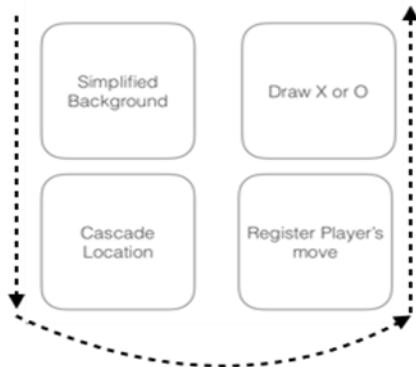 Simplified
Background
Cascade
Location
Register Player's
move
Draw X or O